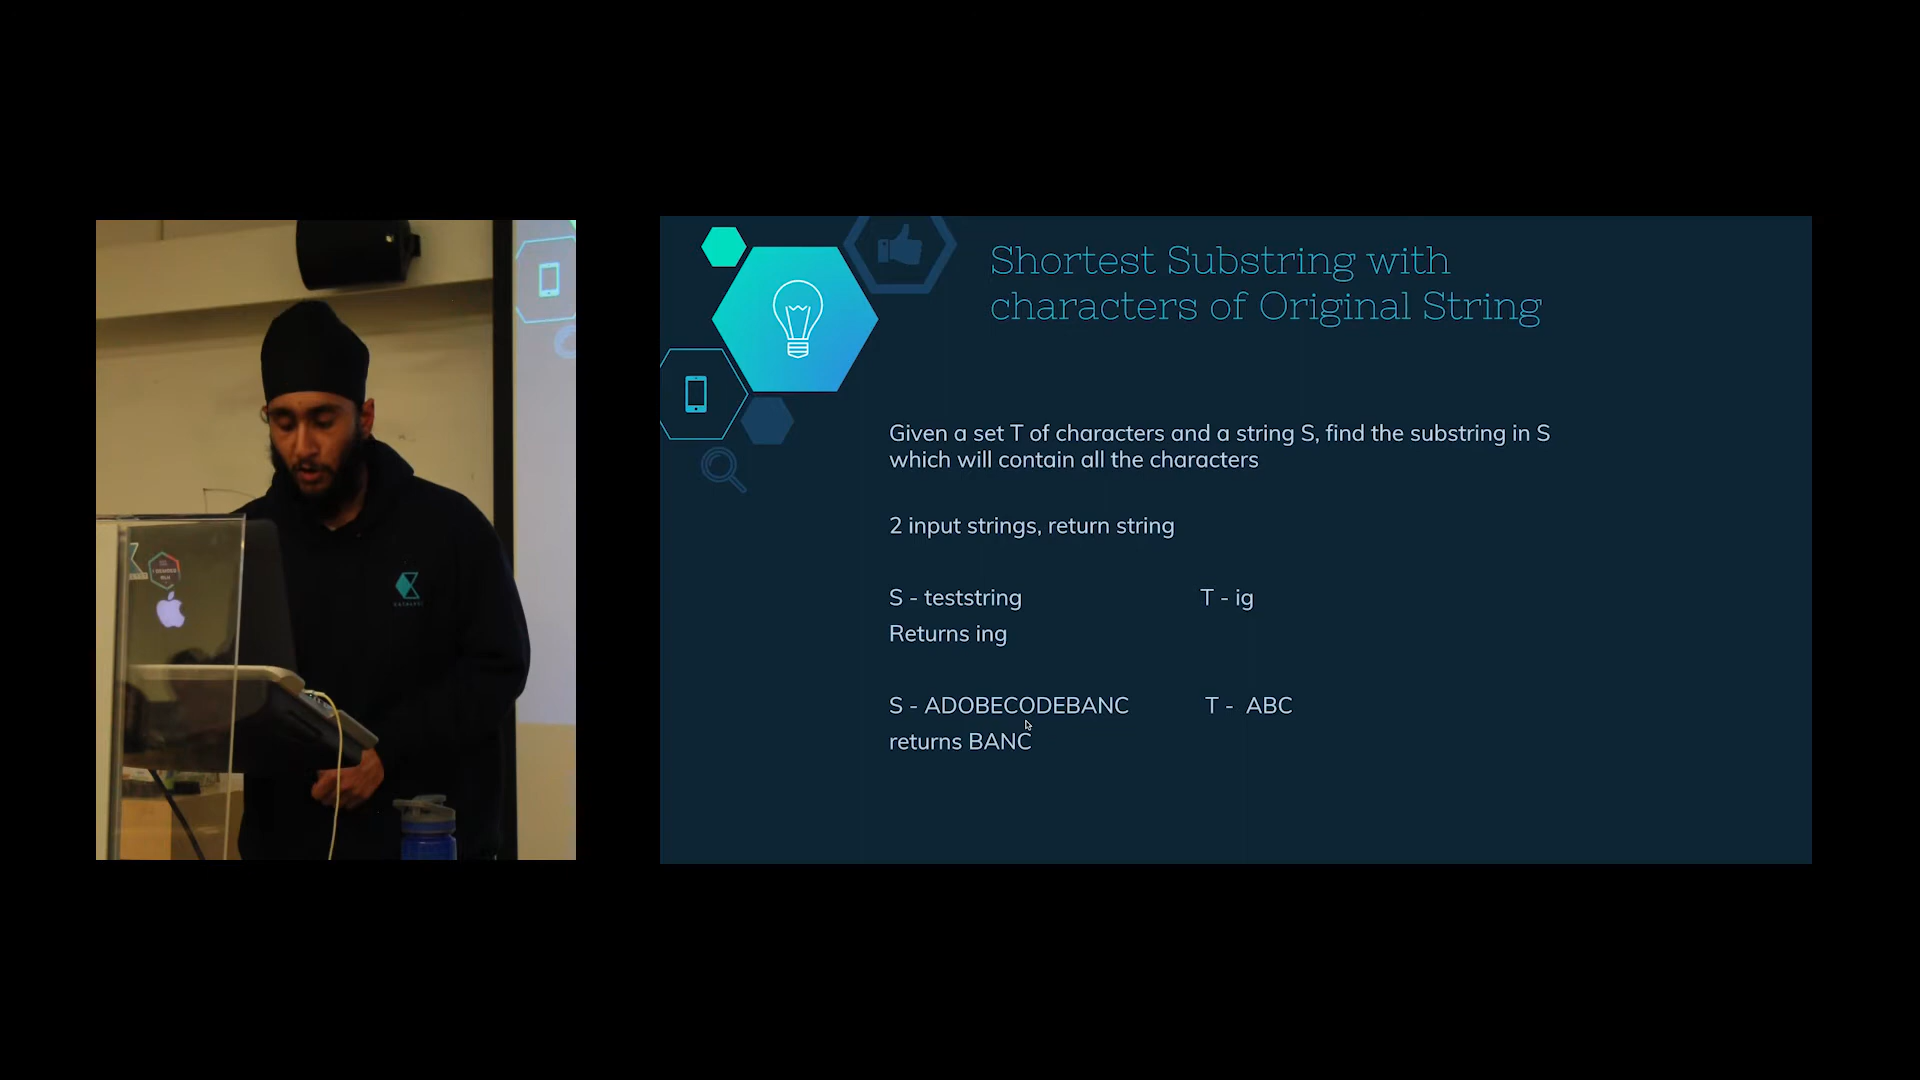 Shortest Substring with
characters of Original String
Given a set T of characters and a string S, find the substring in S
which will contain all the characters
2 input strings, return string
S - teststring T - ig
Returns ing
S - ADOBECODEBANC T - ABC
returns BANC